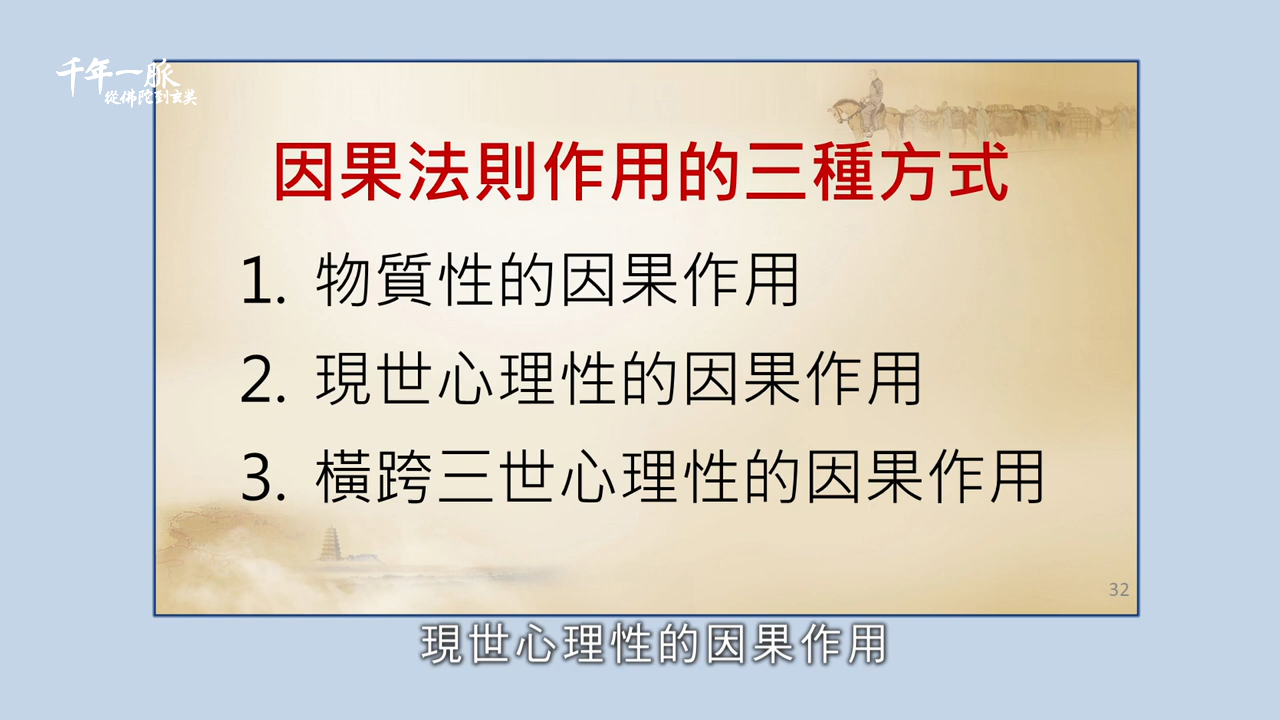 千年一脈
從佛陀到玄奘
因果法則作用的三種方式
1. 物質性的因果作用
2. 現世心理性的因果作用
3. 橫跨三世心理性的因果作用
32
現世心理性的因果作用